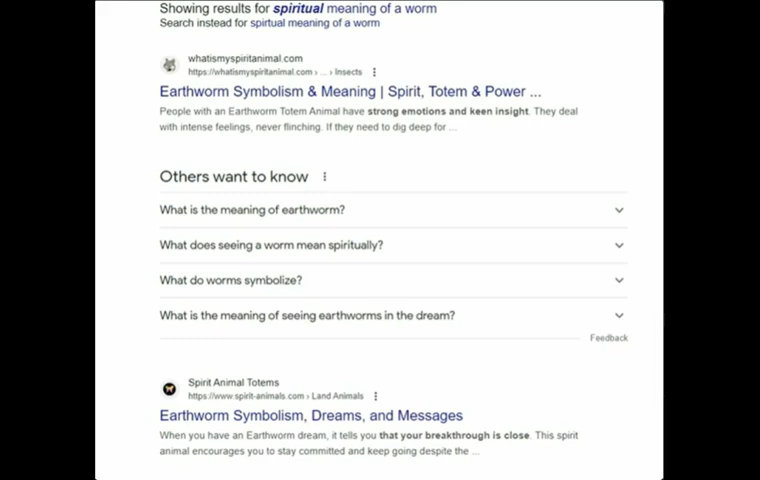 Showing results for spiritual meaning of a worm
Search instead for spirtual meaning of a worm
whatismyspiritanimal.com
https://whatismyspiritanimal.com › ... › Insects
Earthworm Symbolism & Meaning | Spirit, Totem & Power ...
People with an Earthworm Totem Animal have strong emotions and keen insight. They deal
with intense feelings, never flinching. If they need to dig deep for ...
Others want to know
What is the meaning of earthworm?
What does seeing a worm mean spiritually?
What do worms symbolize?
What is the meaning of seeing earthworms in the dream?
Feedback
Spirit Animal Totems
https://www.spirit-animals.com › Land Animals
Earthworm Symbolism, Dreams, and Messages
When you have an Earthworm dream, it tells you that your breakthrough is close. This spirit
animal encourages you to stay committed and keep going despite the ...